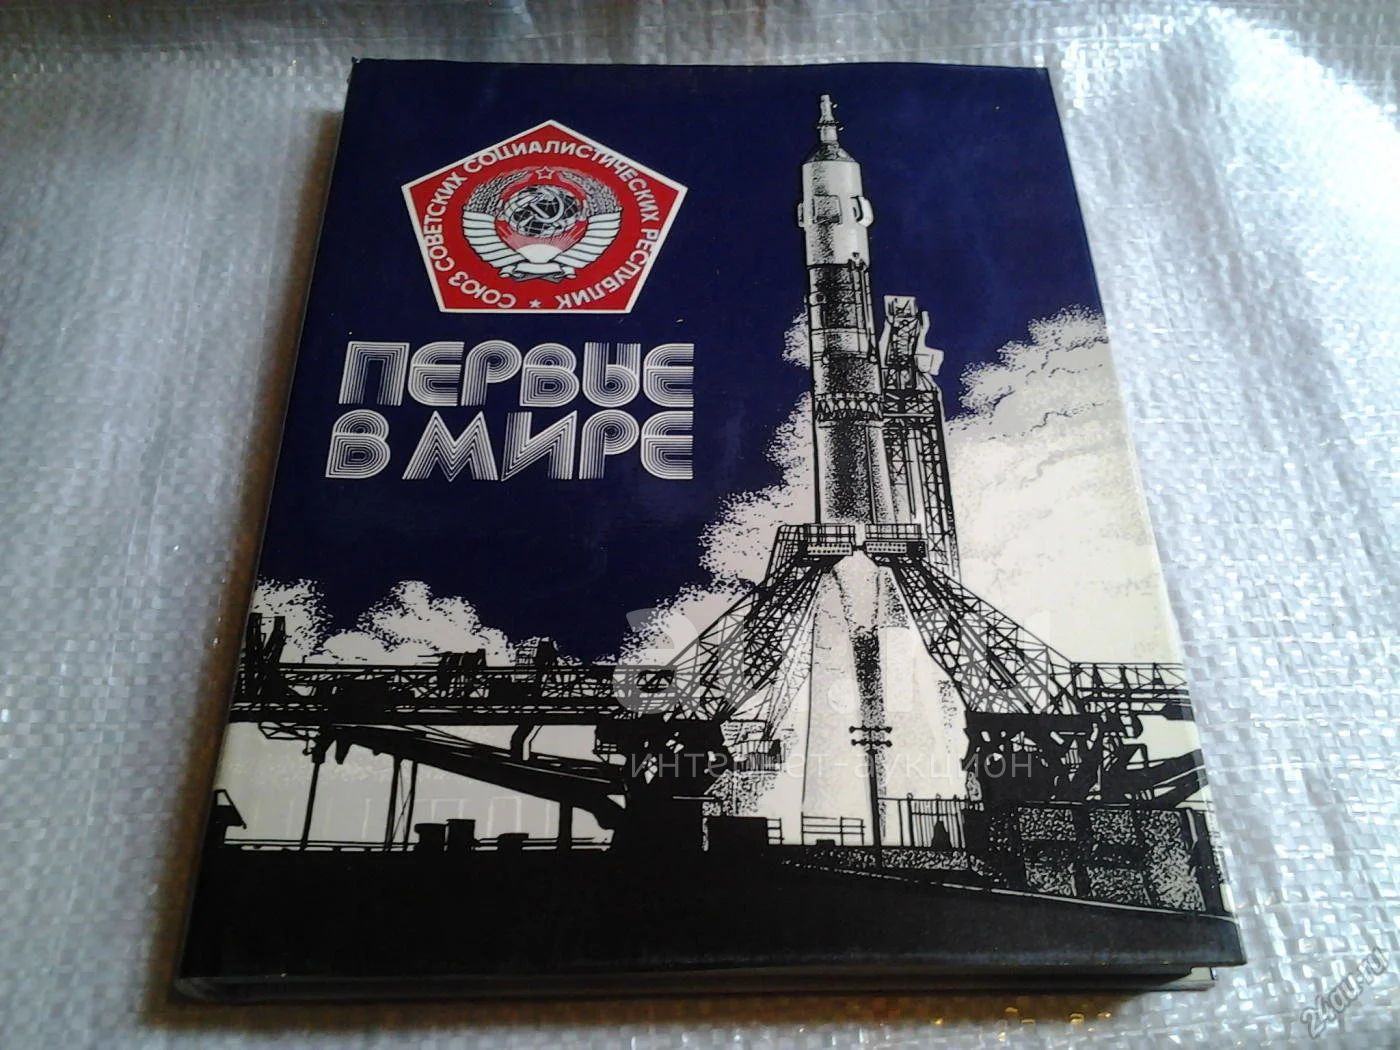 СОЮЗ СОВЕТСКИХ СОЦИАЛИСТИЧЕСКИХ РЕСПУБЛИК ★
ПЕРВЫЕ
В МИРЕ
интернет-аукцион
24au.ru